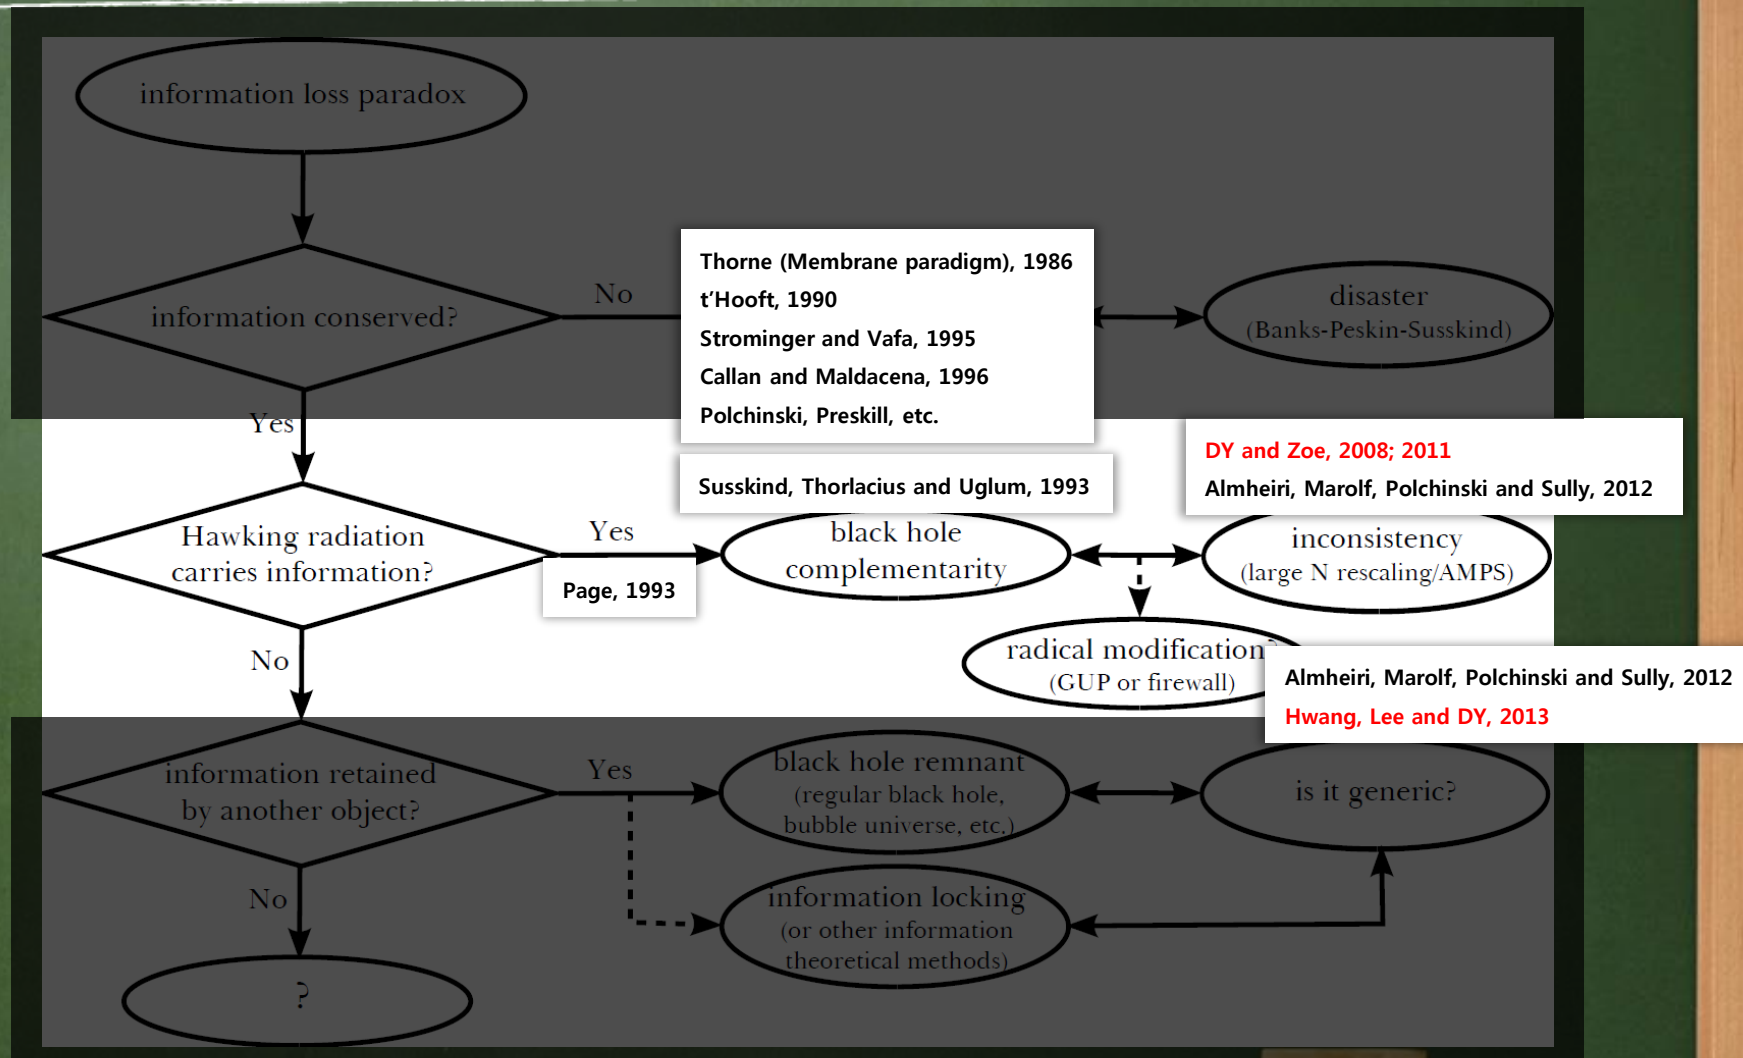 information loss paradox
Thorne (Membrane paradigm), 1986
t’Hooft, 1990
Strominger and Vafa, 1995
Callan and Maldacena, 1996
Polchinski, Preskill, etc.
information conserved?
No
disaster
(Banks-Peskin-Susskind)
Yes
DY and Zoe, 2008; 2011
Almheiri, Marolf, Polchinski and Sully, 2012
Susskind, Thorlacius and Uglum, 1993
Hawking radiation
carries information?
Yes
Page, 1993
black hole
complementarity
inconsistency
(large N rescaling/AMPS)
radical modification?
(GUP or firewall)
Almheiri, Marolf, Polchinski and Sully, 2012
Hwang, Lee and DY, 2013
No
information retained
by another object?
Yes
black hole remnant
(regular black hole,
bubble universe, etc.)
is it generic?
information locking
(or other information
theoretical methods)
No
?